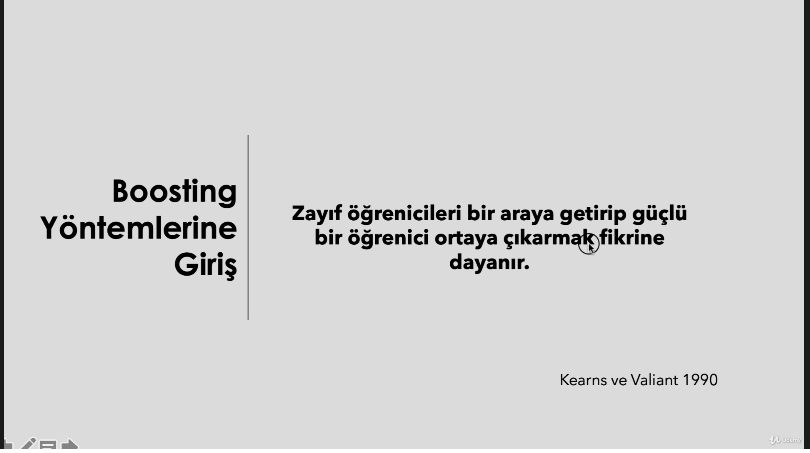 Boosting
Yöntemlerine
Giriş
Zayıf öğrenicileri bir araya getirip güçlü
bir öğrenici ortaya çıkarmak fikrine
dayanır.
Kearns ve Valiant 1990